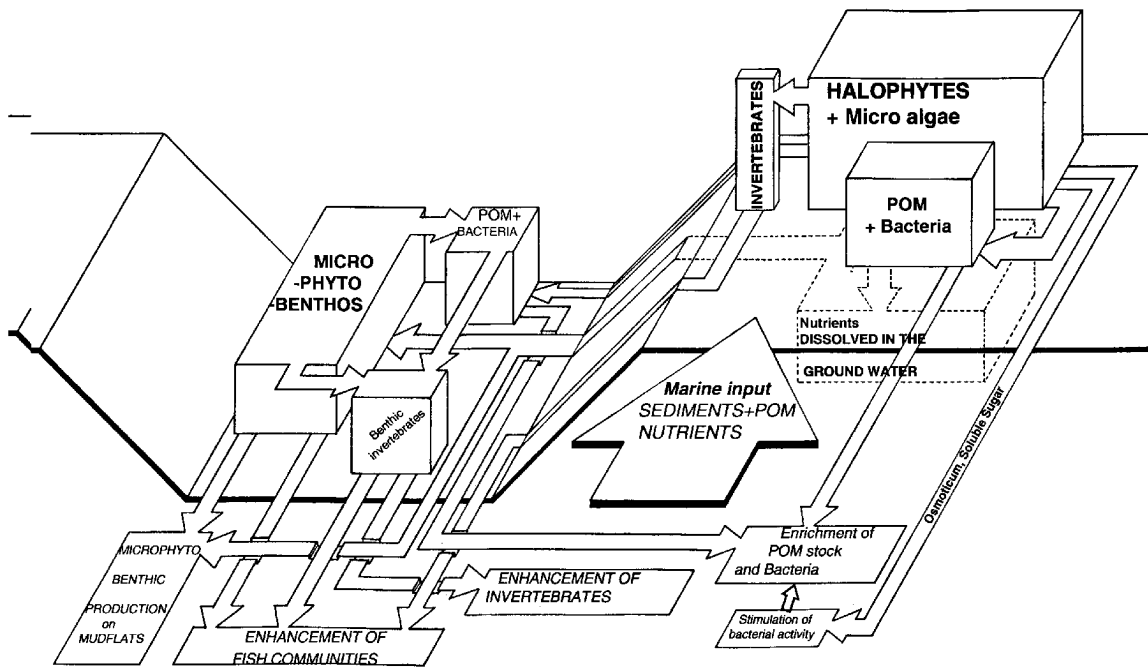 HALOPHYTES
+ Micro algae
INVERTEBRATES
POM
+ Bacteria
POM+
BACTERIA
MICRO
-PHYTO
-BENTHOS
Nutrients
DISSOLVED IN THE
GROUND WATER
Marine input
SEDIMENTS+POM
NUTRIENTS
Benthic
invertebrates
Osmoticum, Soluble Sugar
MICROPHYTO
BENTHIC
PRODUCTION on
MUDFLATS
Enrichment of
POM stock
and Bacteria
ENHANCEMENT OF
INVERTEBRATES
Stimulation of
bacterial activity
ENHANCEMENT OF
FISH COMMUNITIES